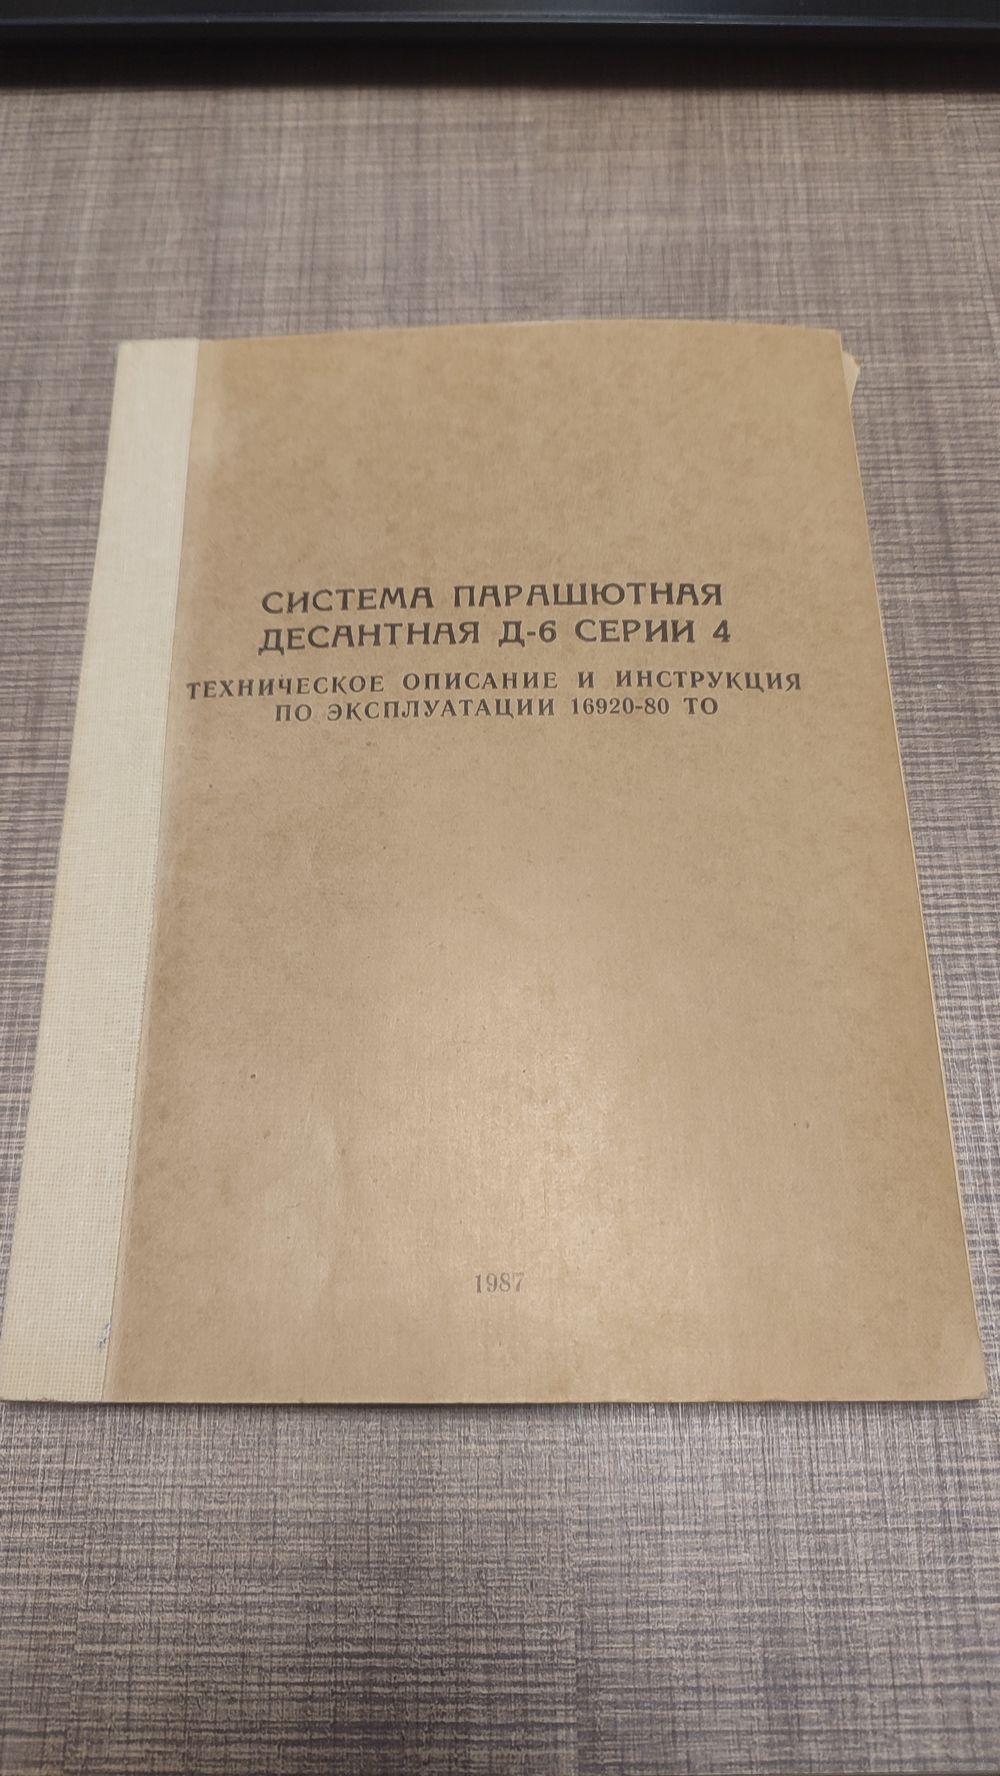 СИСТЕМА ПАРАШЮТНАЯ
ДЕСАНТНАЯ Д-6 СЕРИИ 4
ТЕХНИЧЕСКОЕ ОПИСАНИЕ И ИНСТРУКЦИЯ
ПО ЭКСПЛУАТАЦИИ 16920-80 ТО
1987